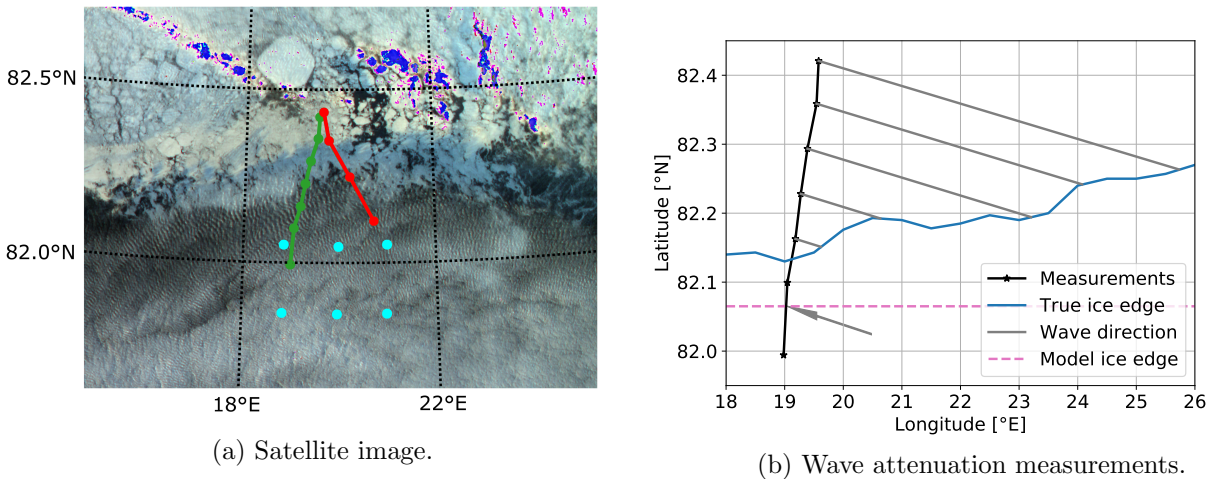 82.5°N
82.0°N
18°E
22°E
(a) Satellite image.
Latitude [°N]
82.4
82.3
82.2
82.1
82.0
Measurements
True ice edge
Wave direction
Model ice edge
18 19 20 21 22 23 24 25 26
Longitude [°E]
(b) Wave attenuation measurements.